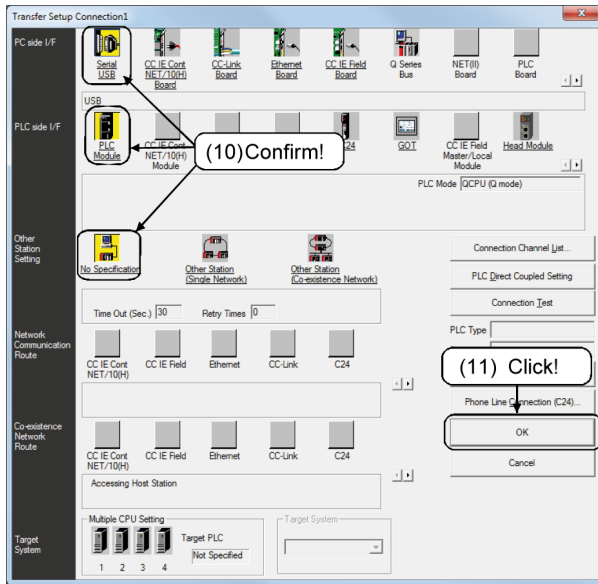 Transfer Setup Connection1
PC side I/F
Serial
USB
CC IE Cont
NET/10(H)
Board
CC-Link
Board
Ethernet
Board
CC IE Field
Board
Q Series
Bus
NET(II)
Board
PLC
Board
USB
PLC side I/F
PLC
Module
CC IE Cont
NET/10(H)
Module
C24
GOT
CC IE Field
Master/Local
Module
Head Module
(10)Confirm!
PLC Mode QCPU (Q mode)
Other
Station
Setting
No Specification
Other Station
(Single Network)
Other Station
(Co-existence Network)
Connection Channel List...
PLC Direct Coupled Setting
Connection Test
Time Out (Sec.) 30 Retry Times 0
PLC Type
Network
Communication
Route
CC IE Cont
NET/10(H)
CC IE Field
Ethernet
CC-Link
C24
(11) Click!
Phone Line Connection (C24)...
OK
Cancel
Co-existence
Network
Route
CC IE Cont
NET/10(H)
CC IE Field
Ethernet
CC-Link
C24
Accessing Host Station
Target
System
Multiple CPU Setting
1 2 3 4
Target PLC
Not Specified
Target System